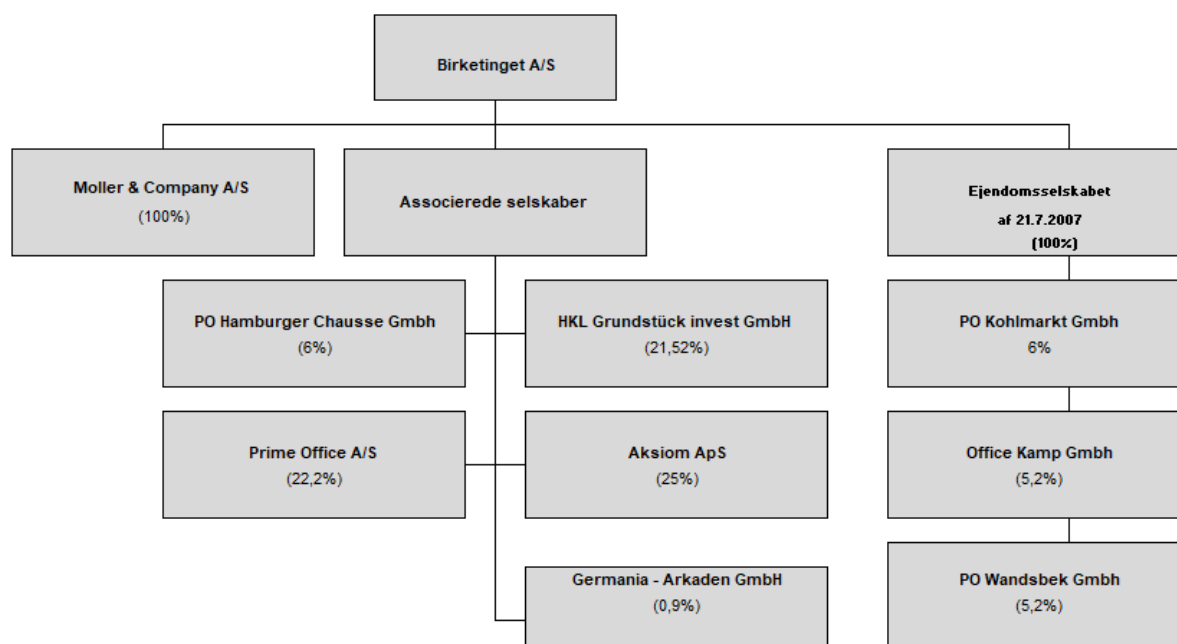 Birketinget A/S
Moller & Company A/S
(100%)
Associerede selskaber
Ejendomsselskabet
af 21.7.2007
(100%)
PO Hamburger Chausse Gmbh
(6%)
HKL Grundstück invest GmbH
(21,52%)
PO Kohlmarkt Gmbh
6%
Prime Office A/S
(22,2%)
Aksiom ApS
(25%)
Office Kamp Gmbh
(5,2%)
Germania - Arkaden GmbH
(0,9%)
PO Wandsbek Gmbh
(5,2%)